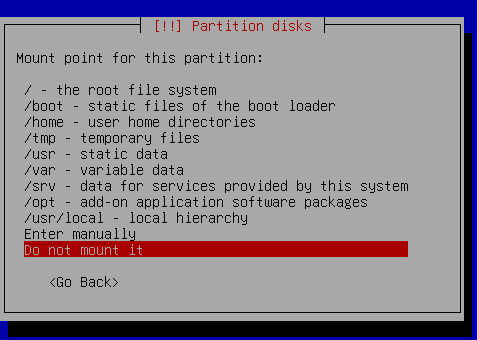 [!!] Partition disks
Mount point for this partition:
/ - the root file system
/boot - static files of the boot loader
/home - user home directories
/tmp - temporary files
/usr - static data
/var - variable data
/srv - data for services provided by this system
/opt - add-on application software packages
/usr/local - local hierarchy
Enter manually
Do not mount it
<Go Back>